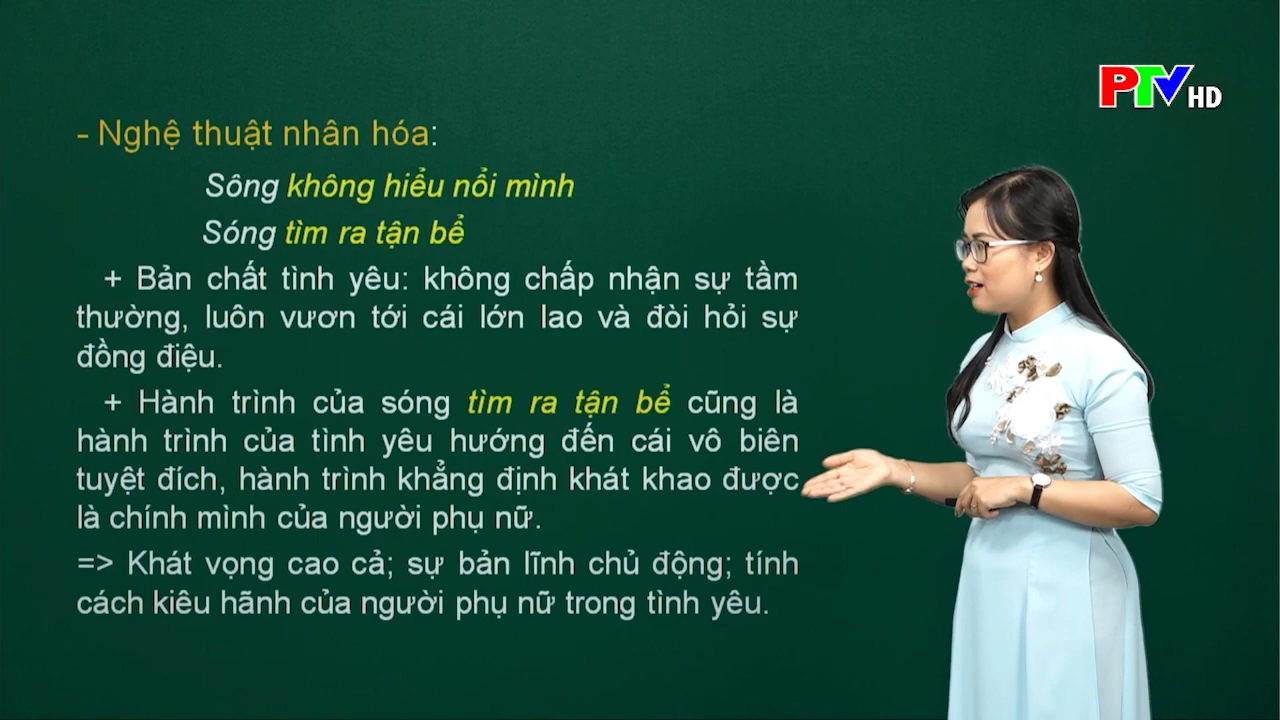 PTV HD
- Nghệ thuật nhân hóa:
Sông không hiểu nổi mình
Sóng tìm ra tận bể
+ Bản chất tình yêu: không chấp nhận sự tầm
thường, luôn vươn tới cái lớn lao và đòi hỏi sự
đồng điệu.
+ Hành trình của sóng tìm ra tận bể cũng là
hành trình của tình yêu hướng đến cái vô biên
tuyệt đích, hành trình khẳng định khát khao được
là chính mình của người phụ nữ.
=> Khát vọng cao cả; sự bản lĩnh chủ động; tính
cách kiêu hãnh của người phụ nữ trong tình yêu.